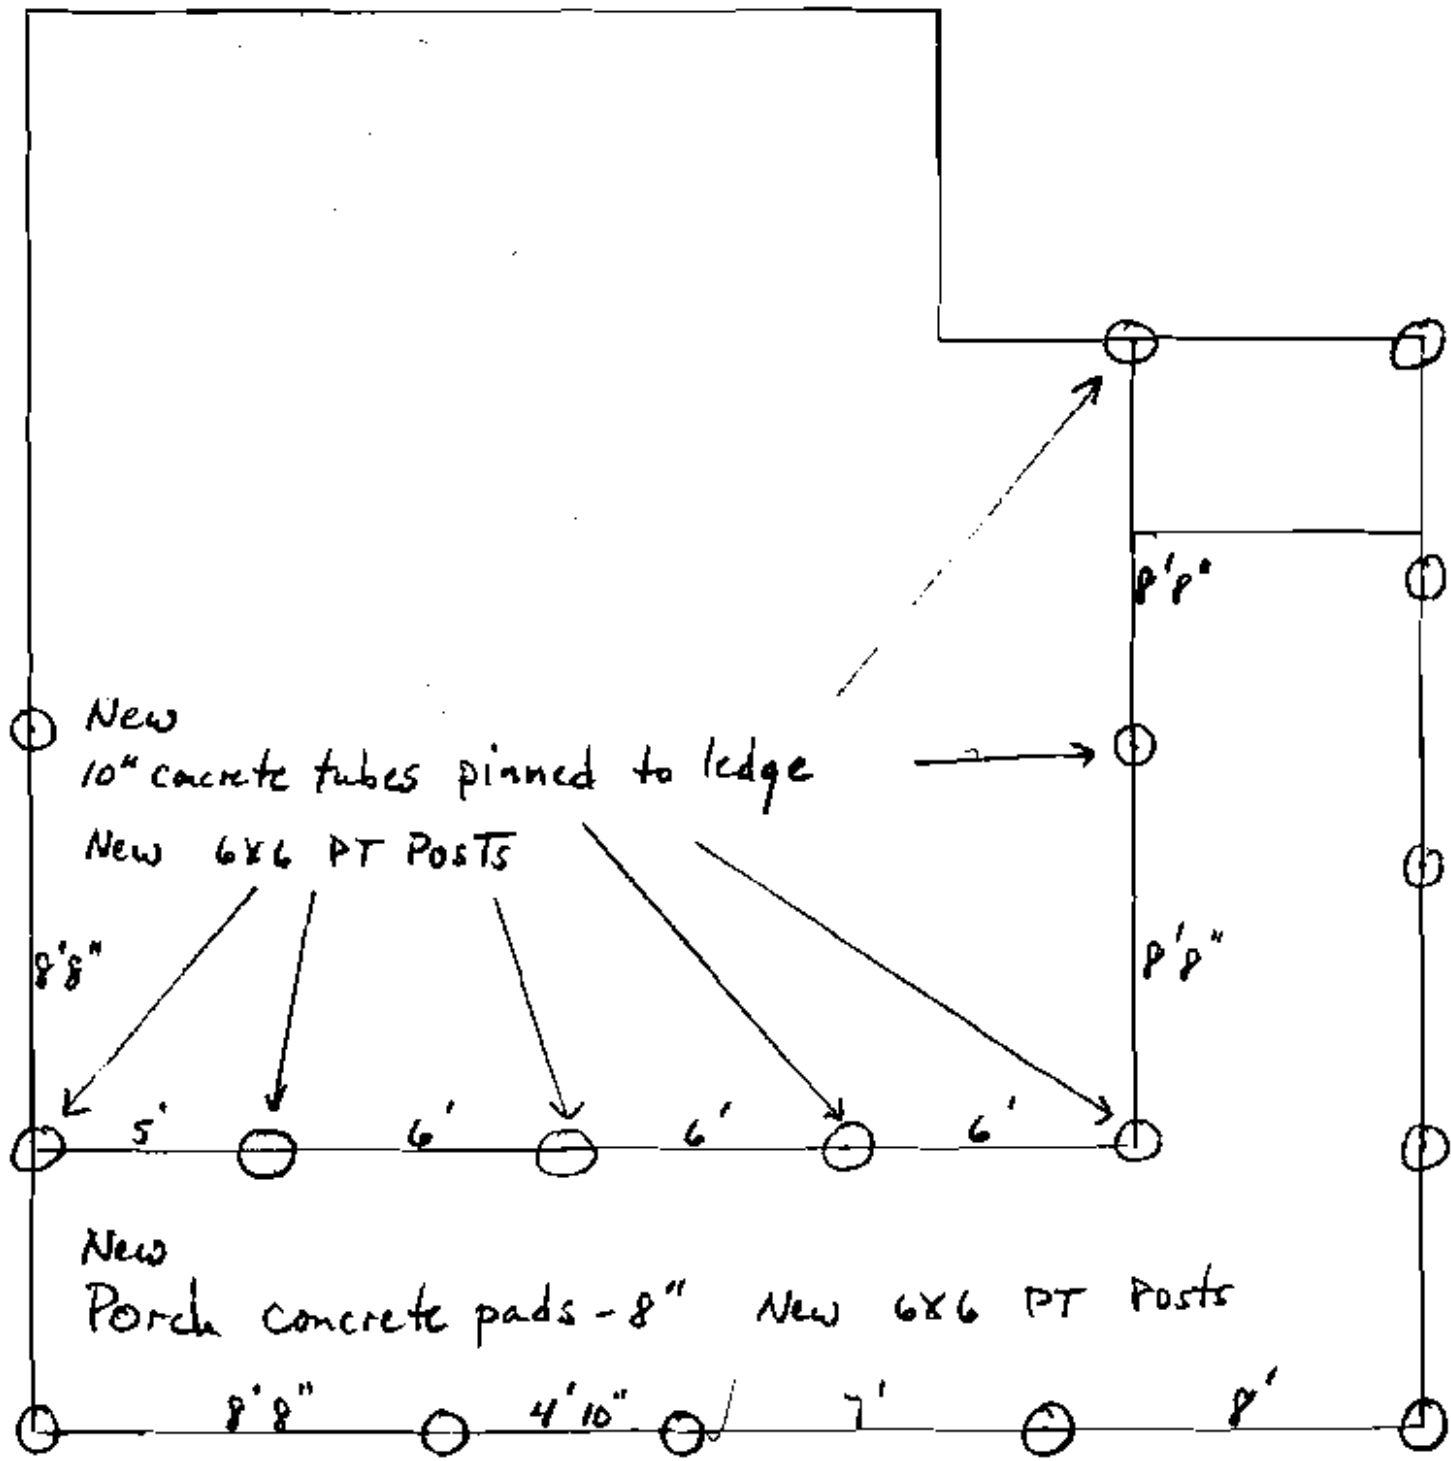 8'8"
New
10" concrete tubes pinned to ledge
New 6x6 PT Posts
8'8"
8'8"
5' 6' 6' 6'
New
Porch concrete pads - 8" New 6x6 PT Posts
8'8" 4'10" 7' 8'